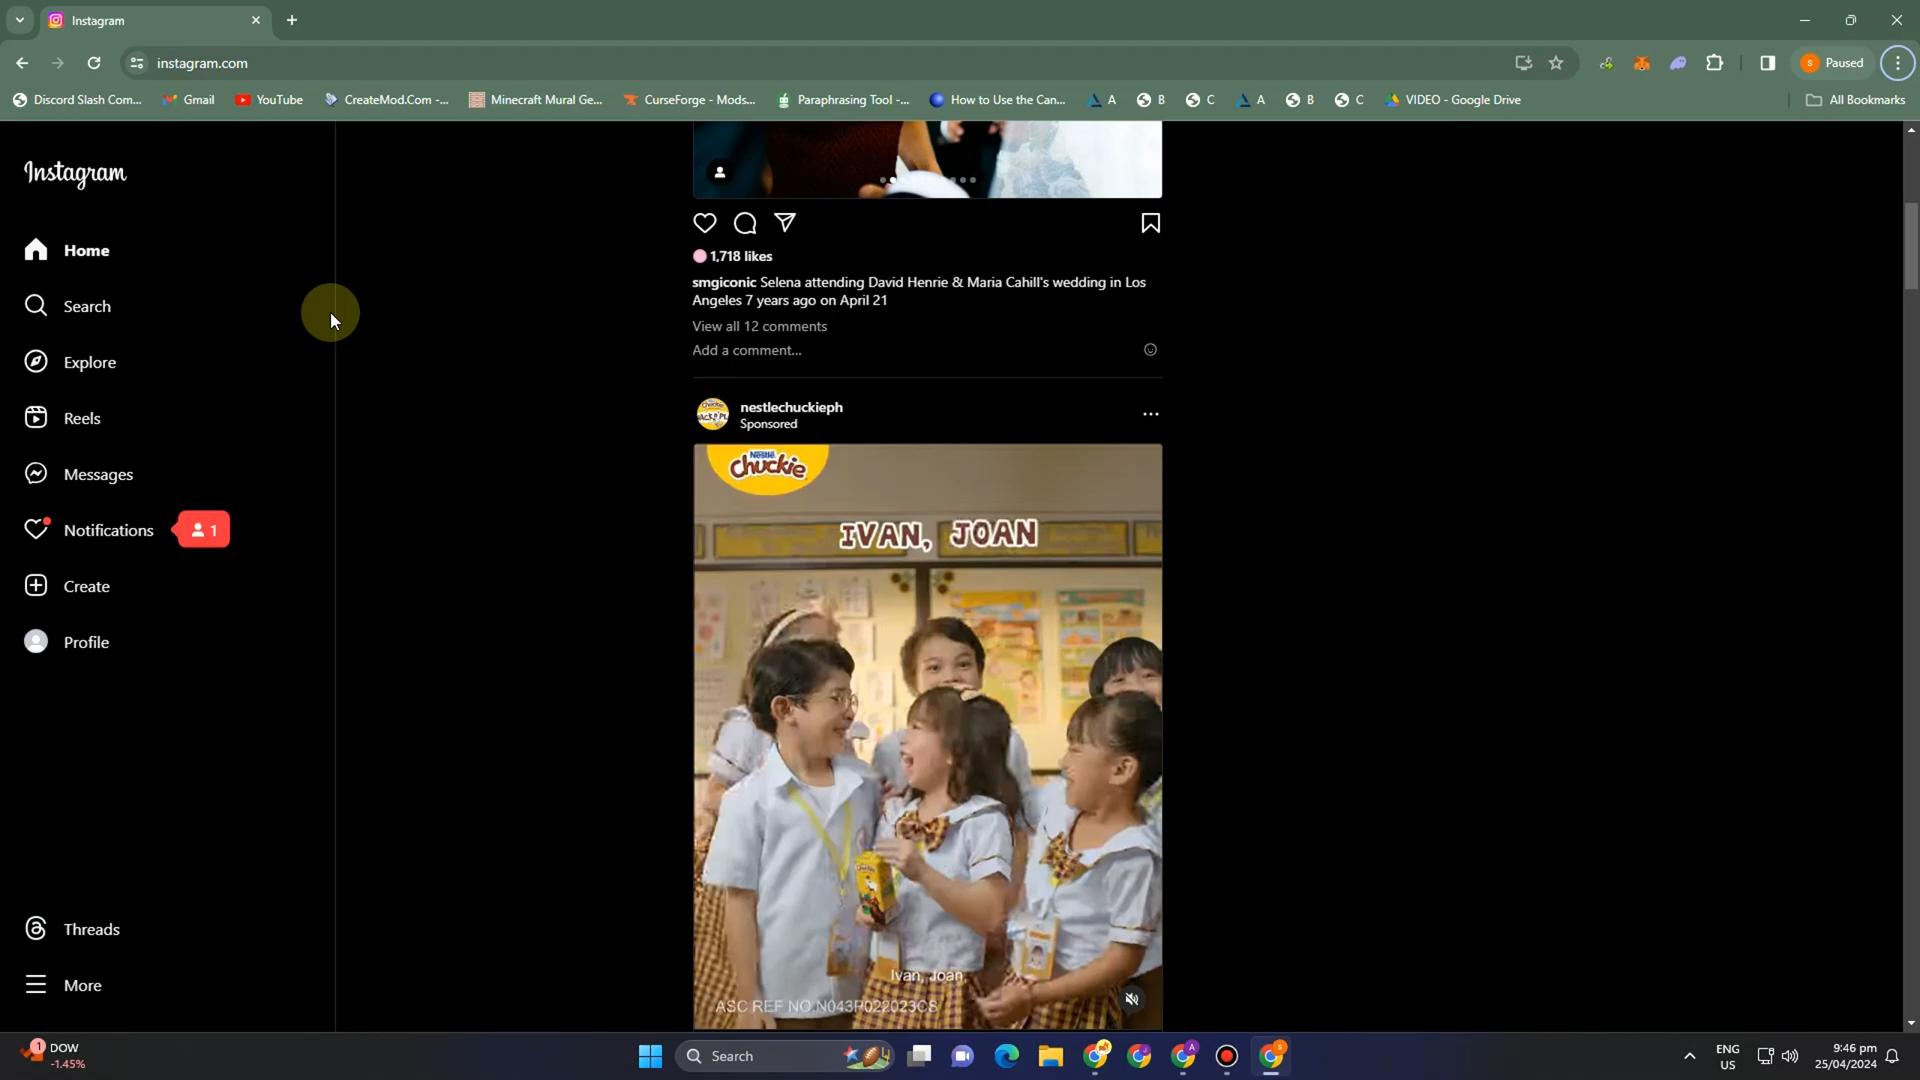 Instagram
instagram.com
Paused
Discord Slash Com...
Gmail
YouTube
CreateMod.Com -...
Minecraft Mural Ge...
CurseForge - Mods...
Paraphrasing Tool -...
How to Use the Can...
A
B
C
A
B
C
VIDEO - Google Drive
All Bookmarks
Instagram
Home
Search
Explore
Reels
Messages
Notifications
1
Create
Profile
Threads
More
1,718 likes
smgiconic Selena attending David Henrie & Maria Cahill's wedding in Los
Angeles 7 years ago on April 21
View all 12 comments
Add a comment...
nestlechuckieph
Sponsored
Nestlé
Chuckie
IVAN, JOAN
Ivan, Joan,
ASC REF NO.N043P022023CS
1
DOW
-1.45%
Search
ENG
US
9:46 pm
25/04/2024